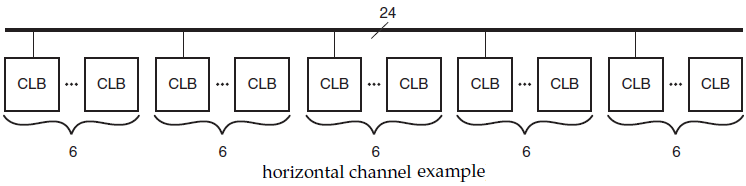 24
CLB ... CLB CLB ... CLB CLB ... CLB CLB ... CLB CLB ... CLB
6 6 6 6 6
horizontal channel example